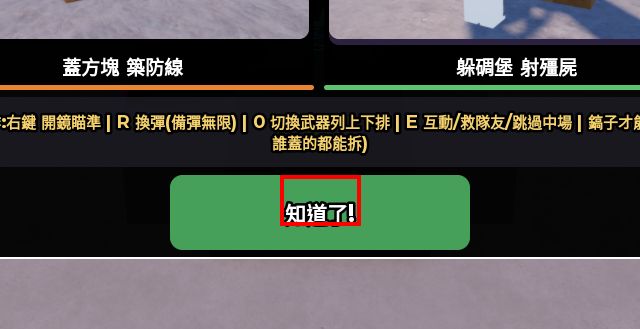 蓋方塊 築防線
躲碉堡 射殭屍
:右鍵 開鏡瞄準 | R 換彈(備彈無限) | O 切換武器列上下排 | E 互動/救隊友/跳過中場 | 鎬子才能
誰蓋的都能拆)
知道了!